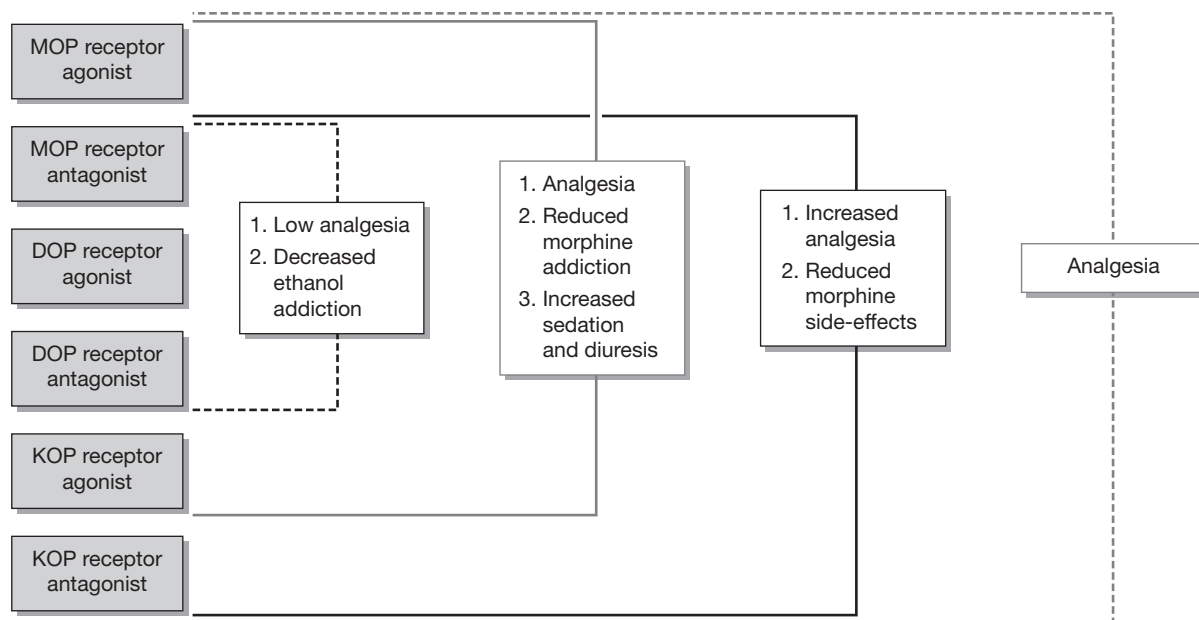 MOP receptor
agonist
MOP receptor
antagonist
DOP receptor
agonist
DOP receptor
antagonist
KOP receptor
agonist
KOP receptor
antagonist
1. Low analgesia
2. Decreased
ethanol
addiction
1. Analgesia
2. Reduced
morphine
addiction
3. Increased
sedation
and diuresis
1. Increased
analgesia
2. Reduced
morphine
side-effects
Analgesia